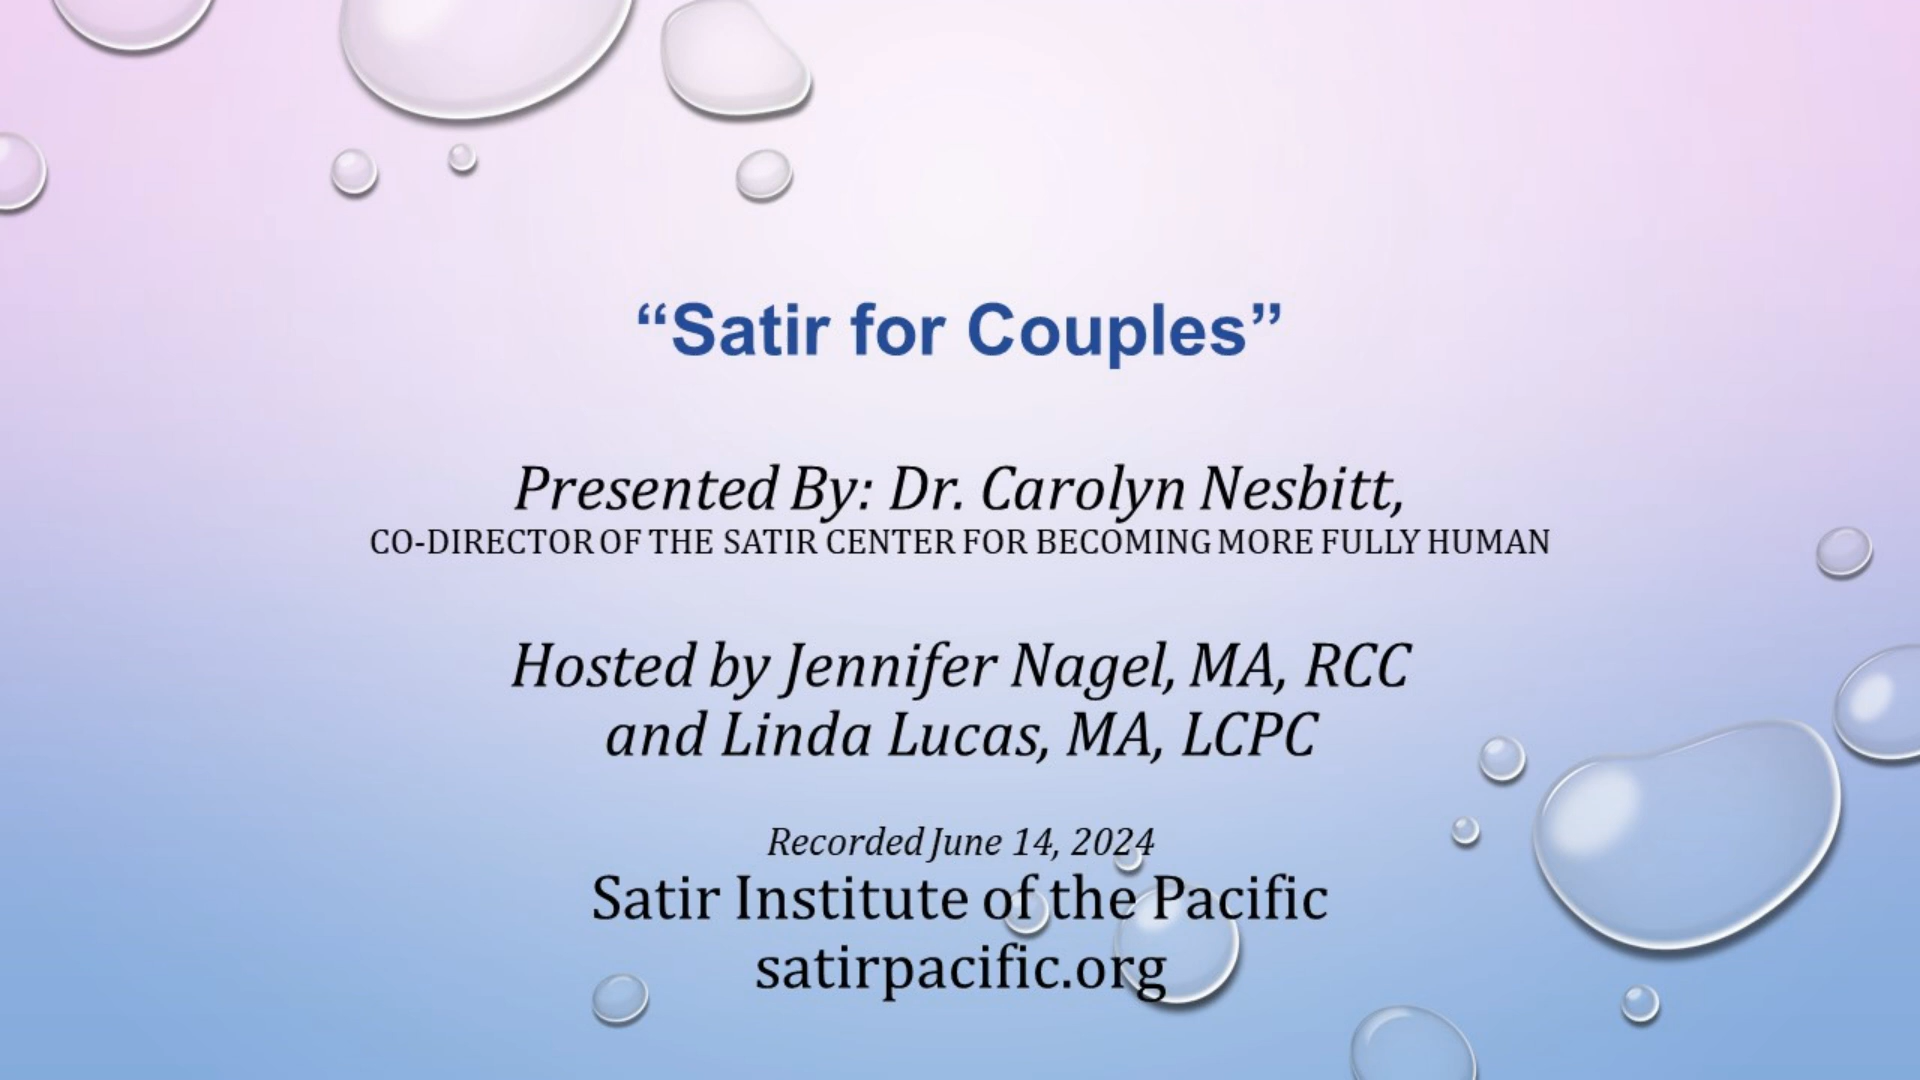 “Satir for Couples”
Presented By: Dr. Carolyn Nesbitt,
CO-DIRECTOR OF THE SATIR CENTER FOR BECOMING MORE FULLY HUMAN
Hosted by Jennifer Nagel, MA, RCC
and Linda Lucas, MA, LCPC
Recorded June 14, 2024
Satir Institute of the Pacific
satirpacific.org